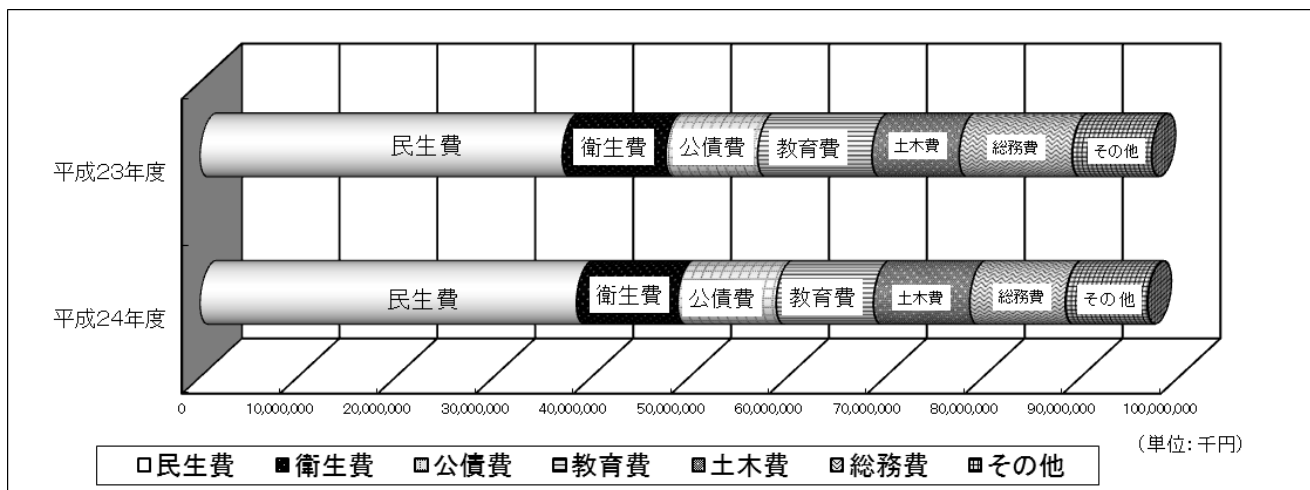 民生費 衛生費 公債費 教育費 土木費 総務費 その他
平成23年度
民生費 衛生費 公債費 教育費 土木費 総務費 その他
平成24年度
0 10,000,000 20,000,000 30,000,000 40,000,000 50,000,000 60,000,000 70,000,000 80,000,000 90,000,000 100,000,000
(単位:千円)
民生費 衛生費 公債費 教育費 土木費 総務費 その他